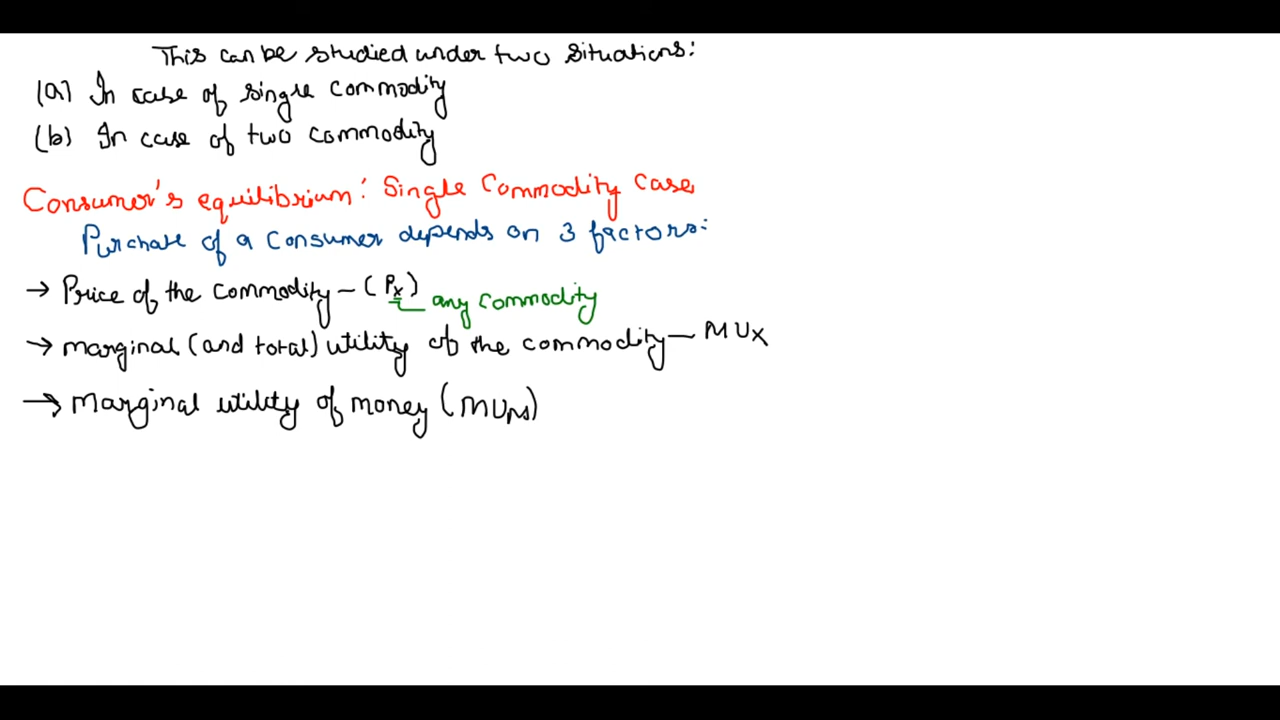 This can be studied under two situations:
(a) In case of single commodity
(b) In case of two commodity
Consumer's equilibrium: Single Commodity Case
Purchase of a Consumer depends on 3 factors:
→ Price of the commodity - (Px)
any commodity
→ marginal (and total) utility of the commodity — MUx
→ Marginal utility of money (MUm)